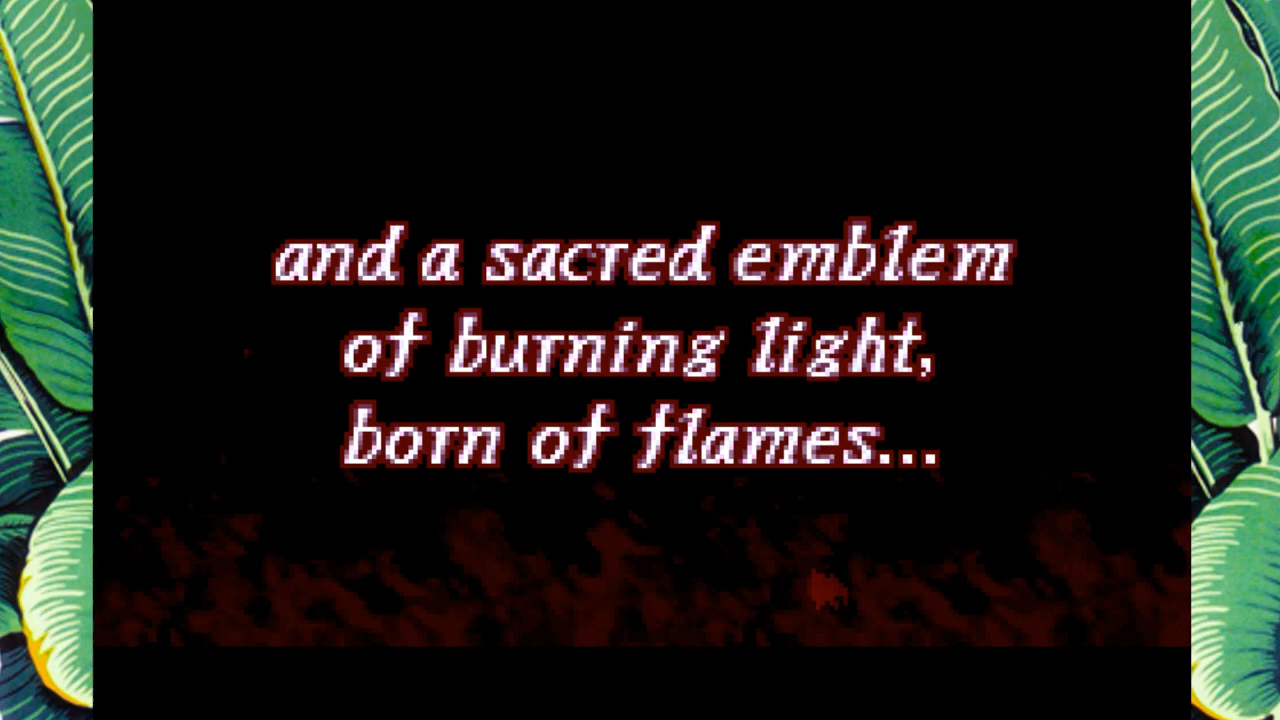 and a sacred emblem
of burning light,
born of flames...